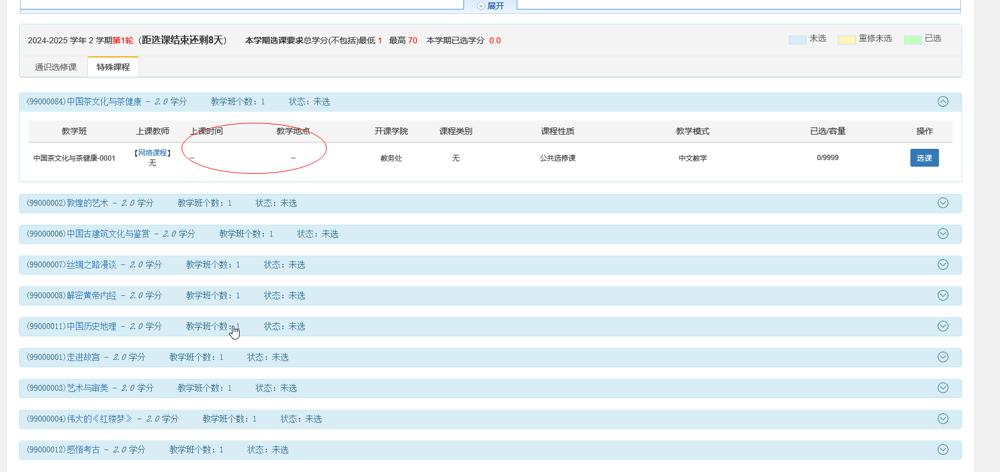 展开
2024-2025 学年 2 学期第1轮（距选课结束还剩8天） 本学期选课要求总学分(不包括)最低 1 最高 70 本学期已选学分 0.0 未选 重修未选 已选
通识选修课 特殊课程
(99000084)中国茶文化与茶健康 - 2.0 学分 教学班个数：1 状态：未选
教学班 上课教师 上课时间 教学地点 开课学院 课程类别 课程性质 教学模式 已选/容量 操作
中国茶文化与茶健康-0001 【网络课程】 -- -- 教务处 无 公共选修课 中文教学 0/9999 选课
无
(99000002)敦煌的艺术 - 2.0 学分 教学班个数：1 状态：未选
(99000006)中国古建筑文化与鉴赏 - 2.0 学分 教学班个数：1 状态：未选
(99000007)丝绸之路漫谈 - 2.0 学分 教学班个数：1 状态：未选
(99000008)解密黄帝内经 - 2.0 学分 教学班个数：1 状态：未选
(99000011)中国历史地理 - 2.0 学分 教学班个数：1 状态：未选
(99000001)走进故宫 - 2.0 学分 教学班个数：1 状态：未选
(99000003)艺术与审美 - 2.0 学分 教学班个数：1 状态：未选
(99000004)伟大的《红楼梦》 - 2.0 学分 教学班个数：1 状态：未选
(99000012)感悟考古 - 2.0 学分 教学班个数：1 状态：未选